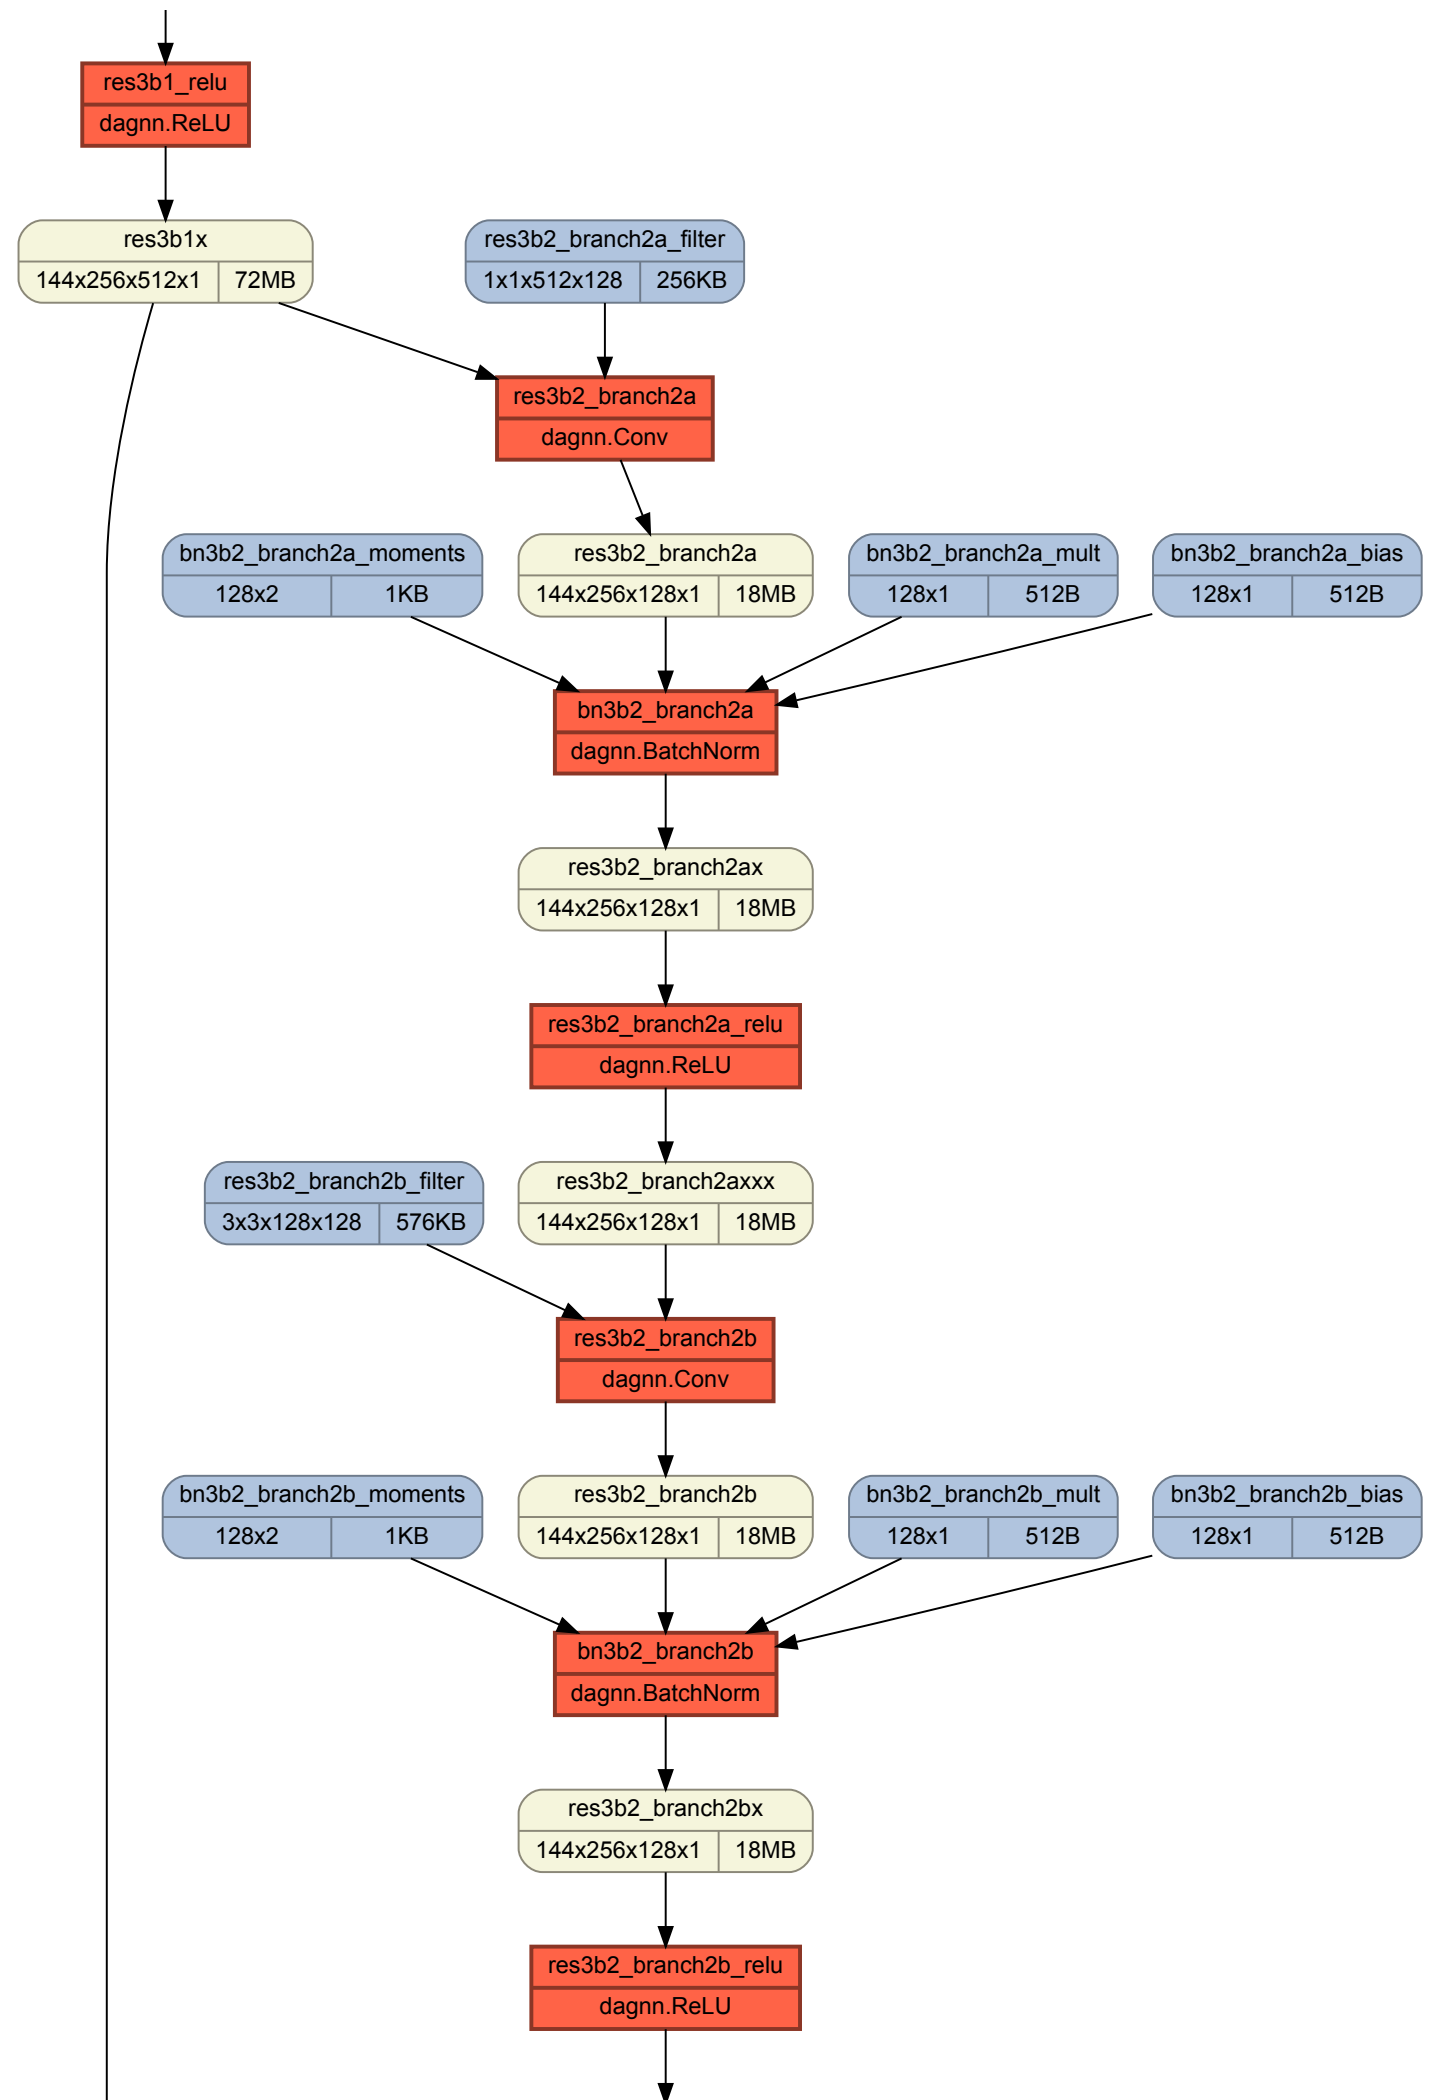 res3b1_relu
dagnn.ReLU
res3b1x
144x256x512x1 72MB
res3b2_branch2a_filter
1x1x512x128 256KB
res3b2_branch2a
dagnn.Conv
bn3b2_branch2a_moments
128x2 1KB
res3b2_branch2a
144x256x128x1 18MB
bn3b2_branch2a_mult
128x1 512B
bn3b2_branch2a_bias
128x1 512B
bn3b2_branch2a
dagnn.BatchNorm
res3b2_branch2ax
144x256x128x1 18MB
res3b2_branch2a_relu
dagnn.ReLU
res3b2_branch2b_filter
3x3x128x128 576KB
res3b2_branch2axxx
144x256x128x1 18MB
res3b2_branch2b
dagnn.Conv
bn3b2_branch2b_moments
128x2 1KB
res3b2_branch2b
144x256x128x1 18MB
bn3b2_branch2b_mult
128x1 512B
bn3b2_branch2b_bias
128x1 512B
bn3b2_branch2b
dagnn.BatchNorm
res3b2_branch2bx
144x256x128x1 18MB
res3b2_branch2b_relu
dagnn.ReLU